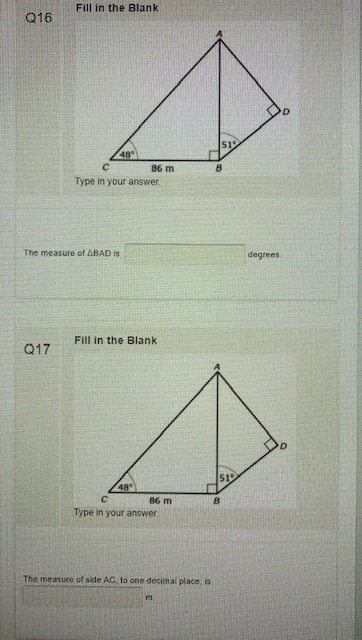 Q16
Fill in the Blank
A
D
51°
48°
C
86 m
B
Type in your answer.
The measure of ΔBAD is
degrees.
Q17
Fill in the Blank
A
D
51°
48°
C
86 m
B
Type in your answer.
The measure of side AC, to one decimal place, is
m